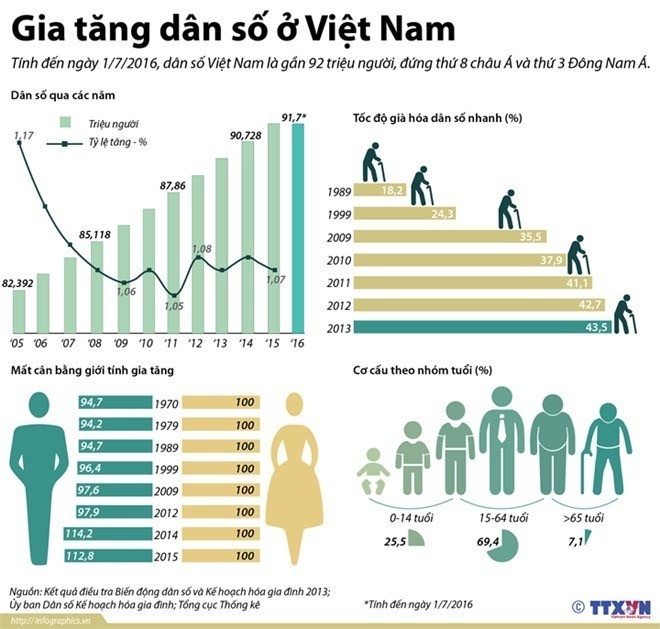 Gia tăng dân số ở Việt Nam
Tính đến ngày 1/7/2016, dân số Việt Nam là gần 92 triệu người, đứng thứ 8 châu Á và thứ 3 Đông Nam Á.
Dân số qua các năm
1,17
Triệu người
Tỷ lệ tăng - %
82,392
85,118
87,86
90,728
91,7*
1,06
1,05
1,08
1,07
'05 '06 '07 '08 '09 '10 '11 '12 '13 '14 '15 '16
Tốc độ già hóa dân số nhanh (%)
1989 18,2
1999 24,3
2009 35,5
2010 37,9
2011 41,1
2012 42,7
2013 43,5
Mất cân bằng giới tính gia tăng
94,7 1970 100
94,2 1979 100
94,7 1989 100
96,4 1999 100
97,6 2009 100
97,9 2012 100
114,2 2014 100
112,8 2015 100
Cơ cấu theo nhóm tuổi (%)
0-14 tuổi 15-64 tuổi >65 tuổi
25,5 69,4 7,1
Nguồn: Kết quả điều tra Biến động dân số và Kế hoạch hóa gia đình 2013;
Ủy ban Dân số Kế hoạch hóa gia đình; Tổng cục Thống kê
*Tính đến ngày 1/7/2016
© TTXVN
Vietnam News Agency
http://infographics.vn